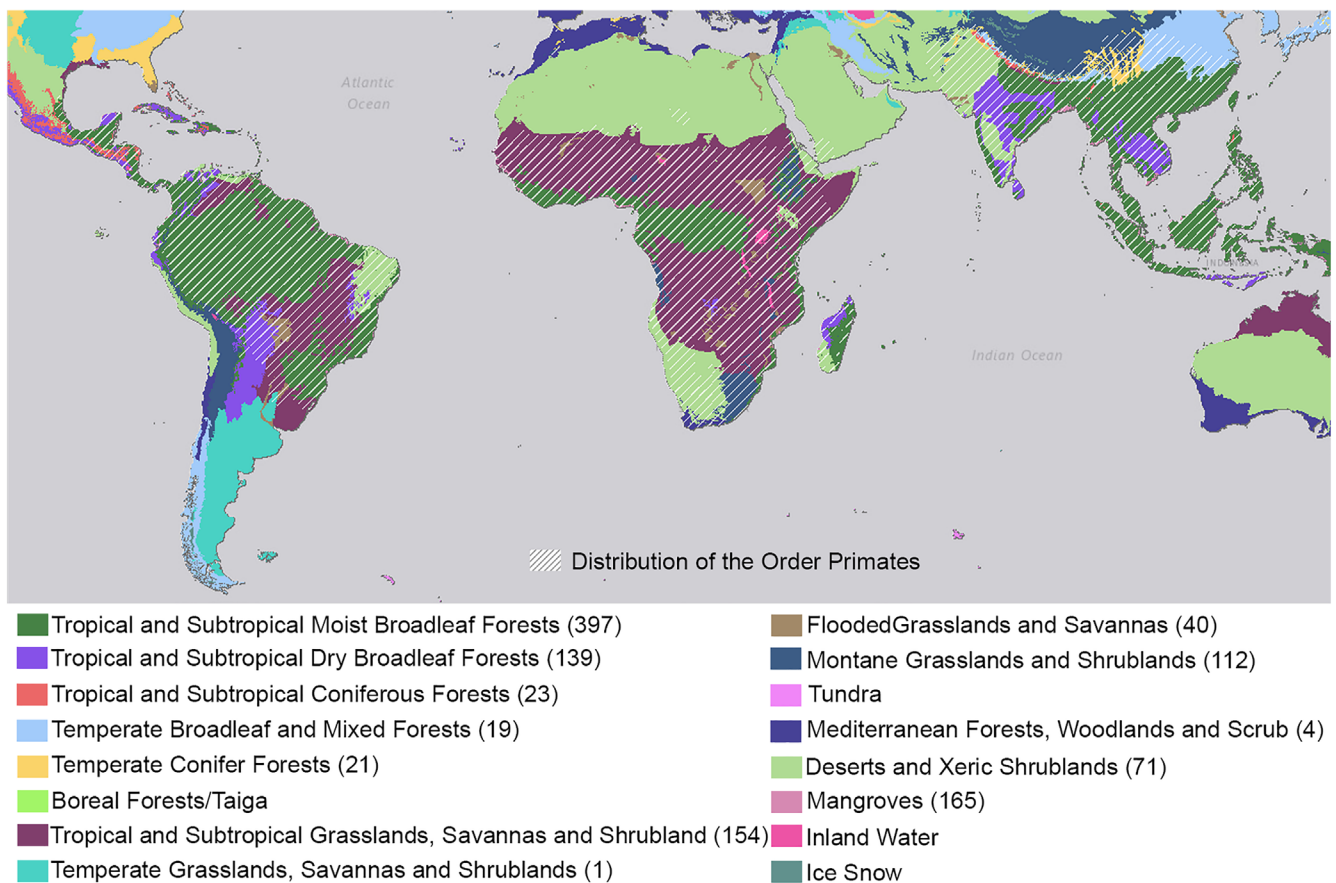 Atlantic
Ocean
INDONESIA
Indian Ocean
Distribution of the Order Primates
Tropical and Subtropical Moist Broadleaf Forests (397)
Tropical and Subtropical Dry Broadleaf Forests (139)
Tropical and Subtropical Coniferous Forests (23)
Temperate Broadleaf and Mixed Forests (19)
Temperate Conifer Forests (21)
Boreal Forests/Taiga
Tropical and Subtropical Grasslands, Savannas and Shrubland (154)
Temperate Grasslands, Savannas and Shrublands (1)
FloodedGrasslands and Savannas (40)
Montane Grasslands and Shrublands (112)
Tundra
Mediterranean Forests, Woodlands and Scrub (4)
Deserts and Xeric Shrublands (71)
Mangroves (165)
Inland Water
Ice Snow